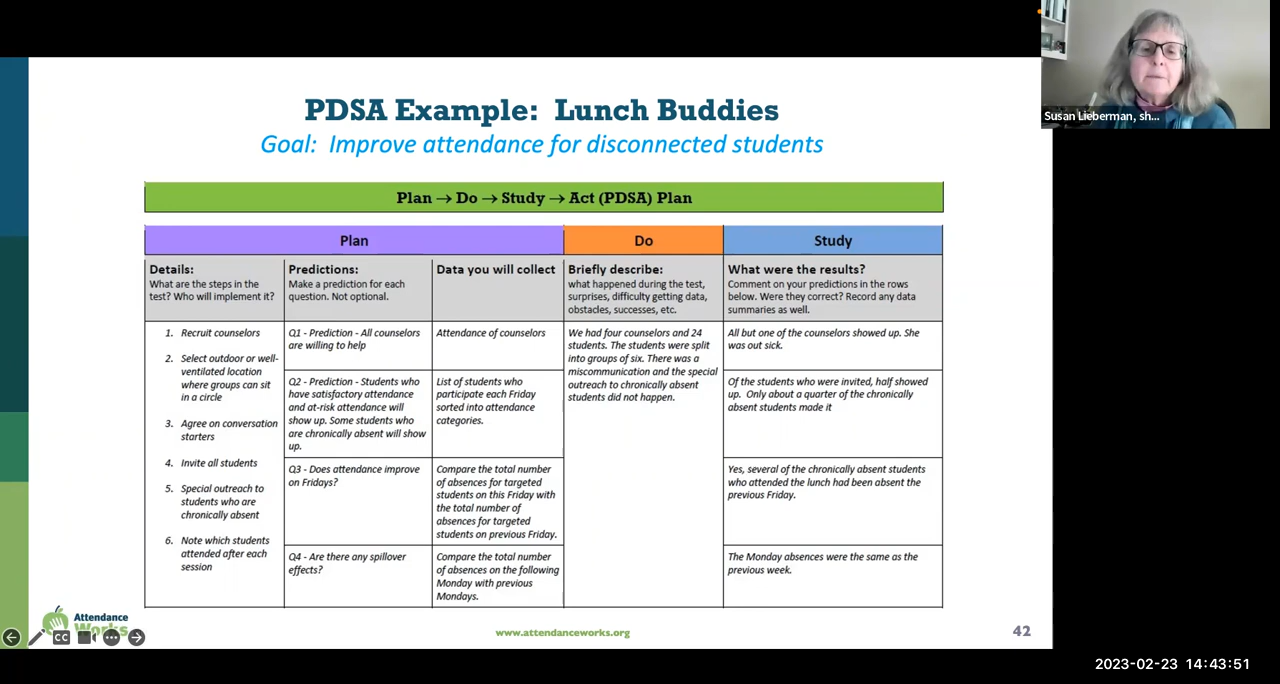 PDSA Example: Lunch Buddies
Goal: Improve attendance for disconnected students
Plan → Do → Study → Act (PDSA) Plan
Plan
Do
Study
Details:
What are the steps in the
test? Who will implement it?
Predictions:
Make a prediction for each
question. Not optional.
Data you will collect
Briefly describe:
what happened during the test,
surprises, difficulty getting data,
obstacles, successes, etc.
What were the results?
Comment on your predictions in the rows
below. Were they correct? Record any data
summaries as well.
1. Recruit counselors
2. Select outdoor or well-
ventilated location
where groups can sit
in a circle
3. Agree on conversation
starters
4. Invite all students
5. Special outreach to
students who are
chronically absent
6. Note which students
attended after each
session
Q1 - Prediction - All counselors
are willing to help
Attendance of counselors
We had four counselors and 24
students. The students were split
into groups of six. There was a
miscommunication and the special
outreach to chronically absent
students did not happen.
All but one of the counselors showed up. She
was out sick.
Q2 - Prediction - Students who
have satisfactory attendance
and at-risk attendance will
show up. Some students who
are chronically absent will show
up.
List of students who
participate each Friday
sorted into attendance
categories.
Of the students who were invited, half showed
up. Only about a quarter of the chronically
absent students made it
Q3 - Does attendance improve
on Fridays?
Compare the total number
of absences for targeted
students on this Friday with
the total number of
absences for targeted
students on previous Friday.
Yes, several of the chronically absent students
who attended the lunch had been absent the
previous Friday.
Q4 - Are there any spillover
effects?
Compare the total number
of absences on the following
Monday with previous
Mondays.
The Monday absences were the same as the
previous week.
Attendance
Works
CC
www.attendanceworks.org
42
Susan Lieberman, sh...
2023-02-23 14:43:51